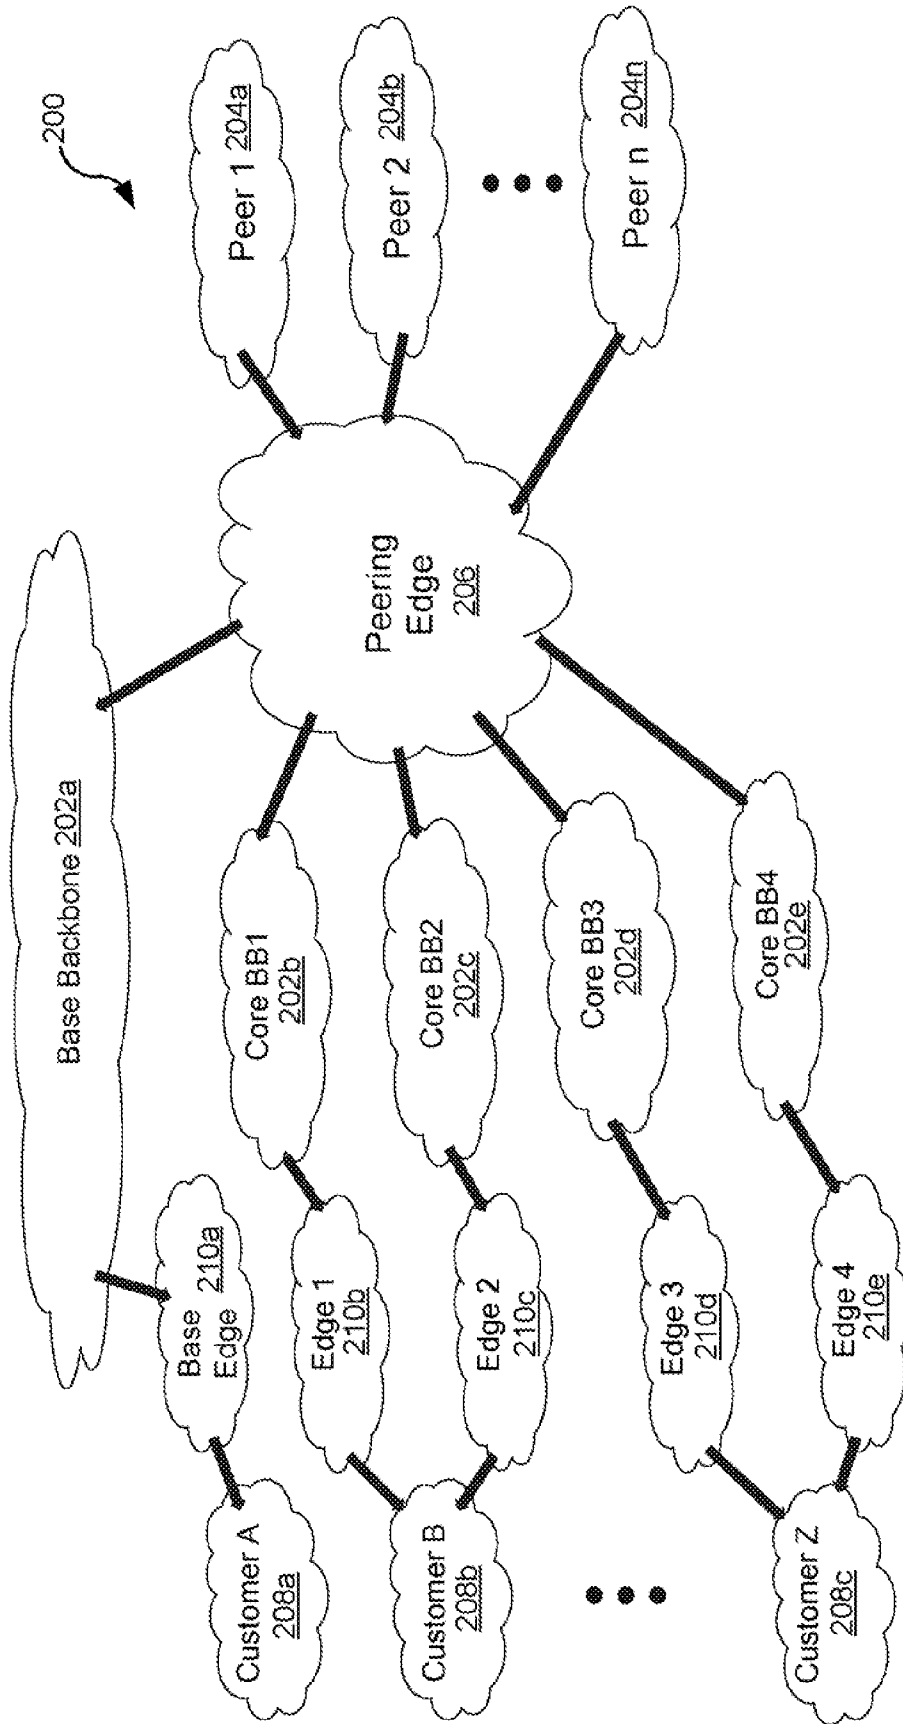 200
Base Backbone 202a
Peer 1 204a
Peer 2 204b
Peer n 204n
Peering
Edge
206
Core BB1
202b
Core BB2
202c
Core BB3
202d
Core BB4
202e
Base
Edge 210a
Edge 1
210b
Edge 2
210c
Edge 3
210d
Edge 4
210e
Customer A
208a
Customer B
208b
Customer Z
208c